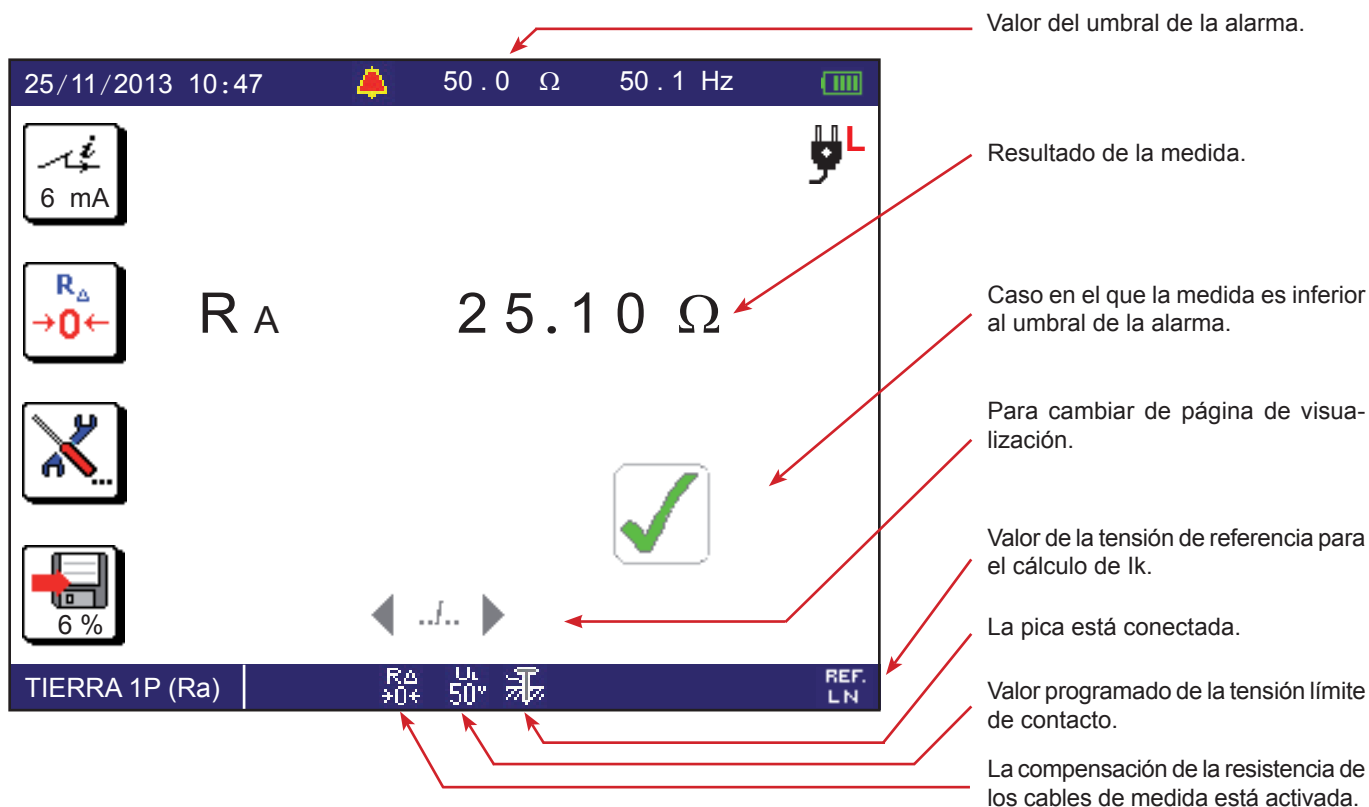 Valor del umbral de la alarma.
25/11/2013 10:47 50.0 Ω 50.1 Hz
L
i
6 mA
Resultado de la medida.
RΔ
→0←
RA 25.10 Ω
Caso en el que la medida es inferior
al umbral de la alarma.
Para cambiar de página de visua-
lización.
...
Valor de la tensión de referencia para
el cálculo de Ik.
6 %
../..
La pica está conectada.
TIERRA 1P (Ra)
RΔ
→0←
UL
50V
REF.
LN
Valor programado de la tensión límite
de contacto.
La compensación de la resistencia de
los cables de medida está activada.